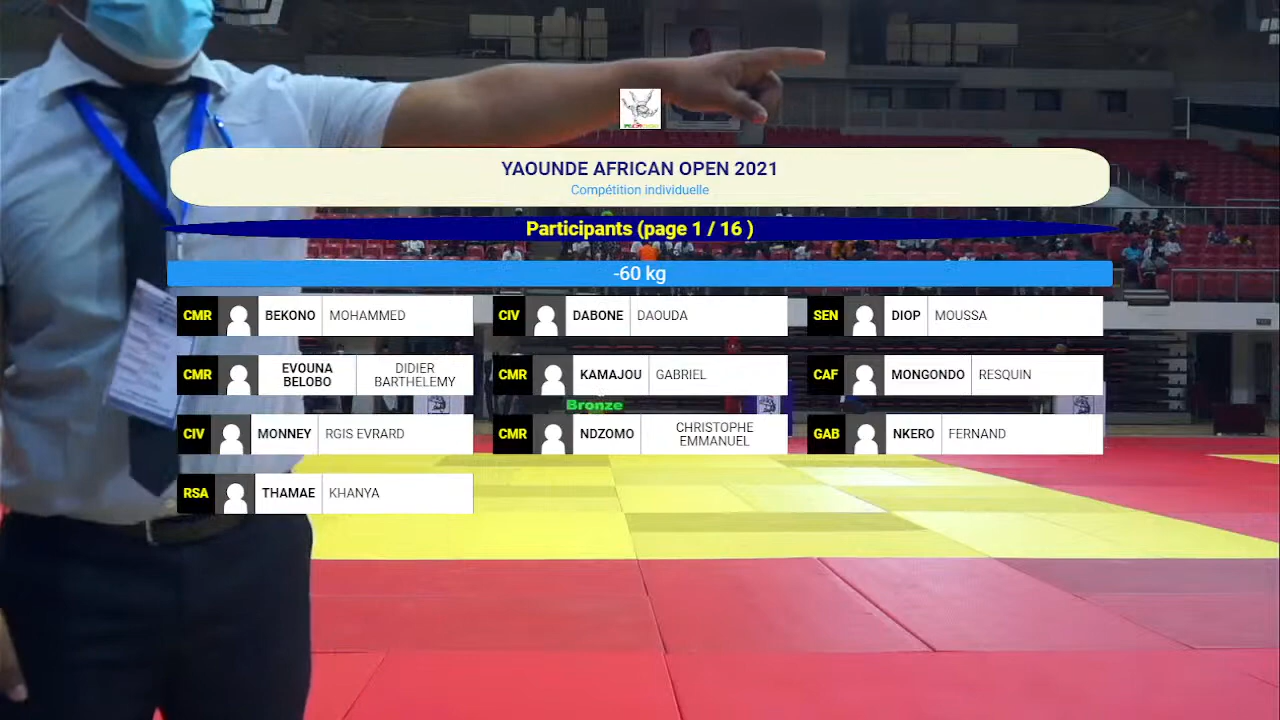 YAOUNDE AFRICAN OPEN 2021
Compétition individuelle
Participants (page 1 / 16 )
-60 kg
CMR BEKONO MOHAMMED
CIV DABONE DAOUDA
SEN DIOP MOUSSA
CMR EVOUNA BELOBO DIDIER BARTHELEMY
CMR KAMAJOU GABRIEL
CAF MONGONDO RESQUIN
Bronze
CIV MONNEY RGIS EVRARD
CMR NDZOMO CHRISTOPHE EMMANUEL
GAB NKERO FERNAND
RSA THAMAE KHANYA